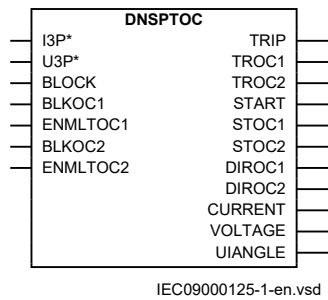 DNSPTOC
I3P* TRIP
U3P* TROC1
BLOCK TROC2
BLKOC1 START
ENMLTOC1 STOC1
BLKOC2 STOC2
ENMLTOC2 DIROC1
DIROC2
CURRENT
VOLTAGE
UIANGLE
IEC09000125-1-en.vsd